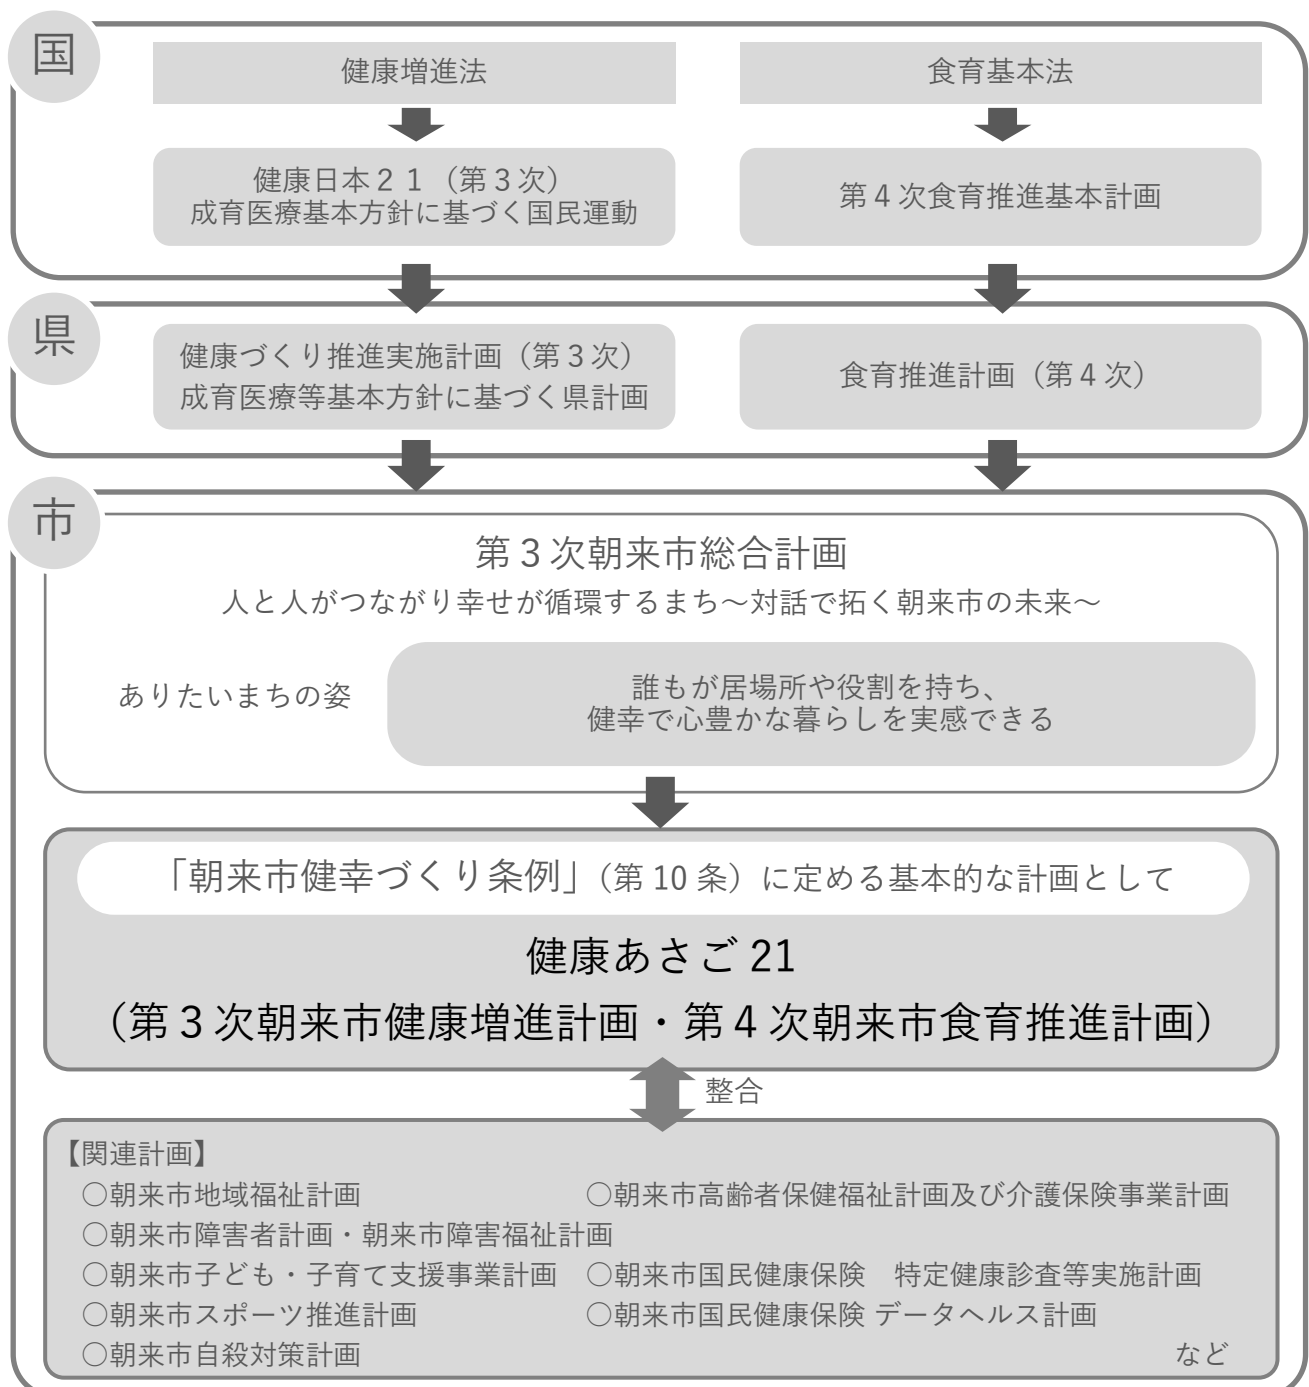 国
健康増進法
食育基本法
健康日本２１（第３次）
成育医療基本方針に基づく国民運動
第４次食育推進基本計画
県
健康づくり推進実施計画（第３次）
成育医療等基本方針に基づく県計画
食育推進計画（第４次）
市
第３次朝来市総合計画
人と人がつながり幸せが循環するまち～対話で拓く朝来市の未来～
ありたいまちの姿
誰もが居場所や役割を持ち、
健幸で心豊かな暮らしを実感できる
「朝来市健幸づくり条例」（第 10 条）に定める基本的な計画として
健康あさご 21
（第３次朝来市健康増進計画・第４次朝来市食育推進計画）
整合
【関連計画】
○朝来市地域福祉計画 ○朝来市高齢者保健福祉計画及び介護保険事業計画
○朝来市障害者計画・朝来市障害福祉計画
○朝来市子ども・子育て支援事業計画 ○朝来市国民健康保険　特定健康診査等実施計画
○朝来市スポーツ推進計画 ○朝来市国民健康保険 データヘルス計画
○朝来市自殺対策計画 など